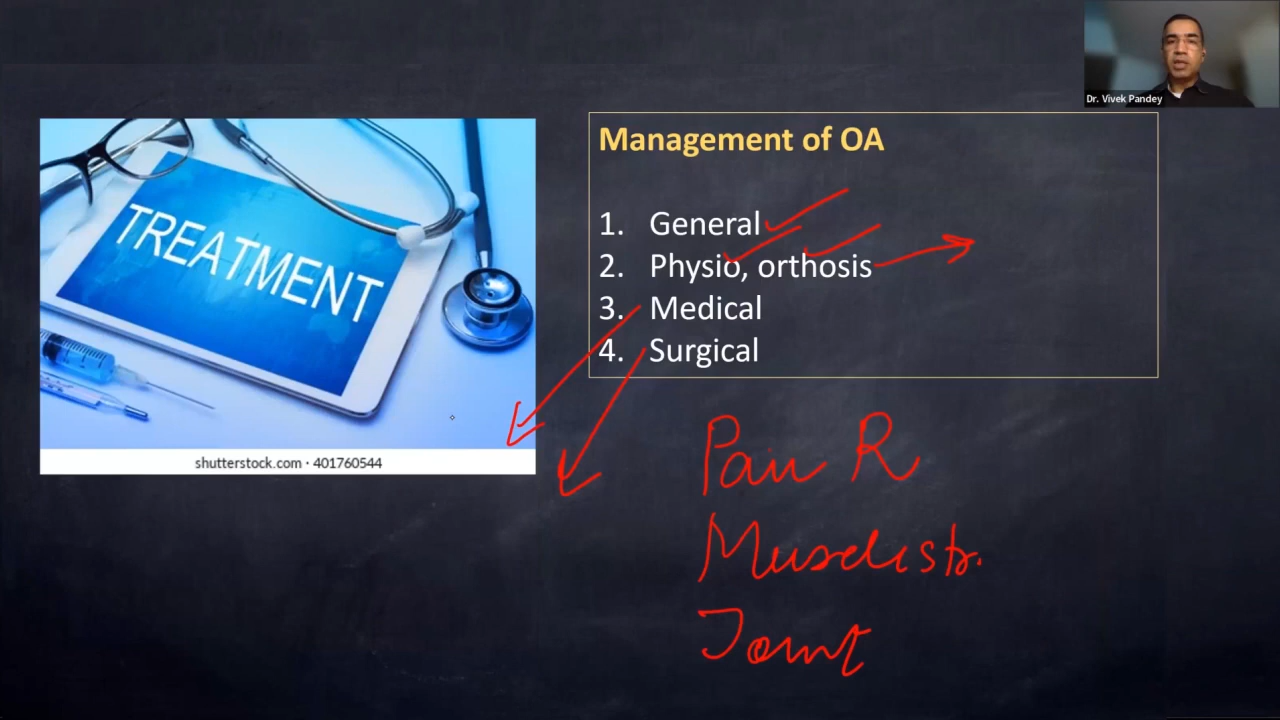 Dr. Vivek Pandey
TREATMENT
shutterstock.com · 401760544
Management of OA
1. General
2. Physio, orthosis
3. Medical
4. Surgical
Pain R
Muscle str.
Joint